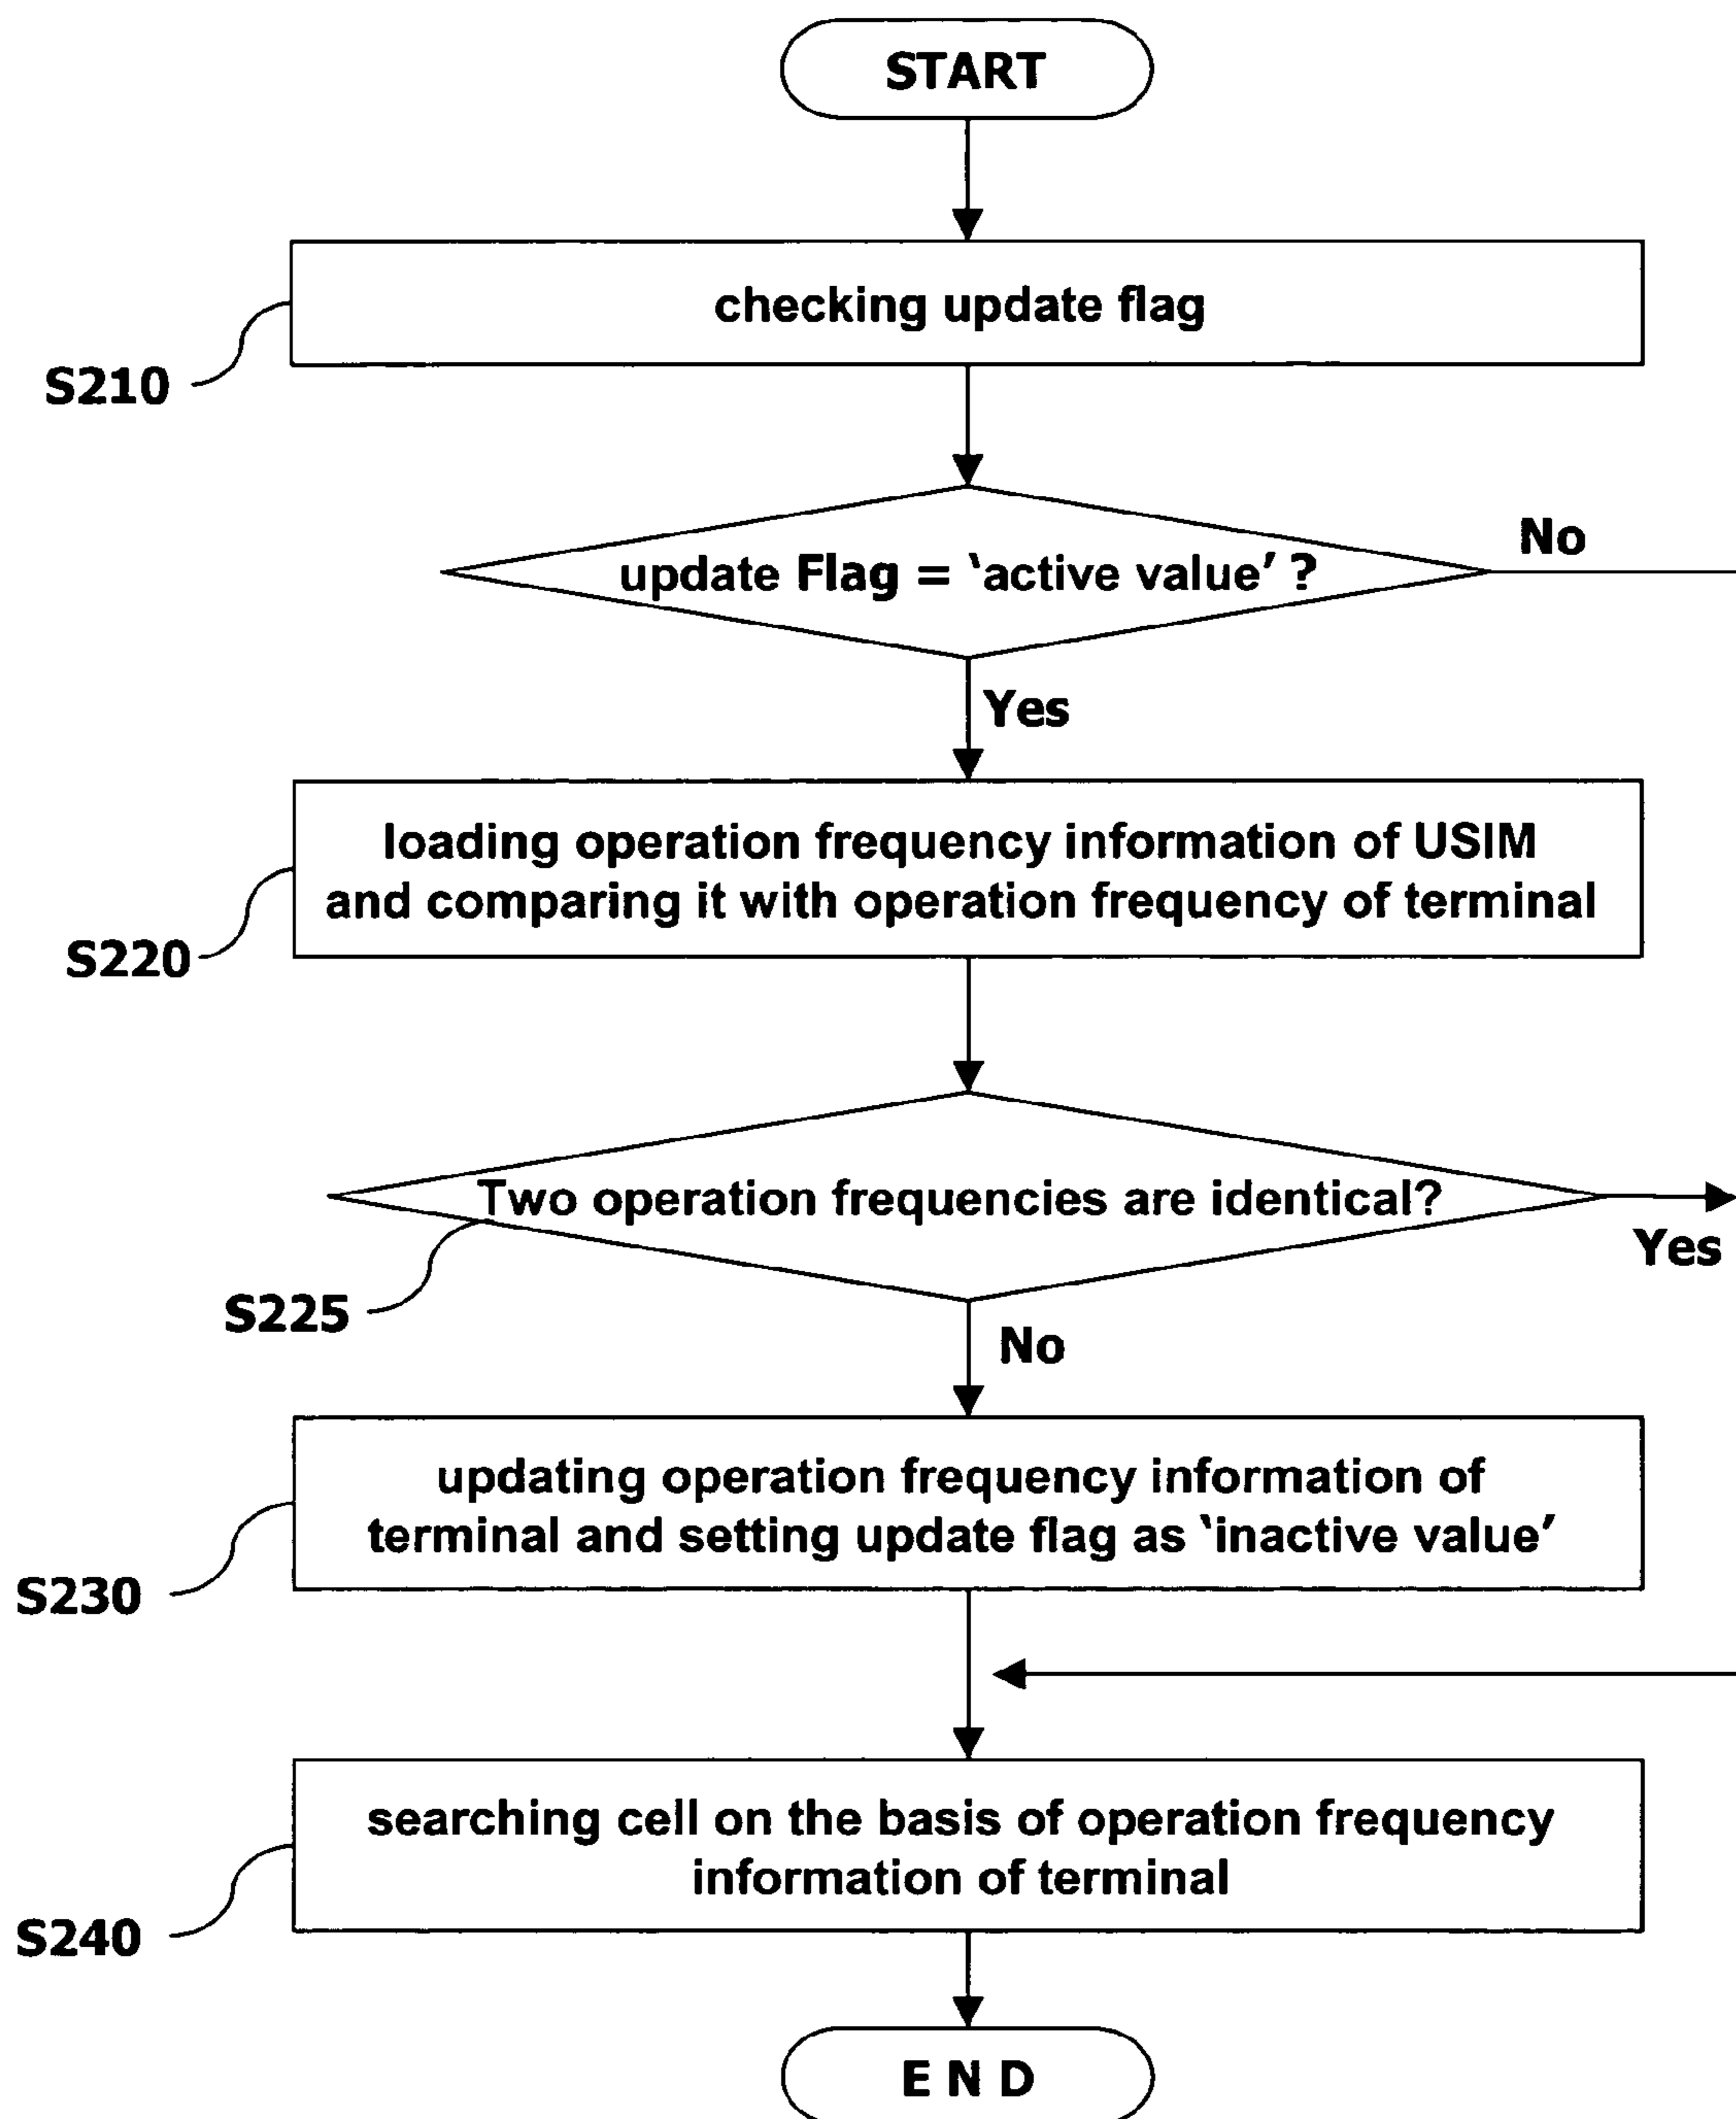 START
checking update flag
S210
No
update Flag = ‘active value’ ?
Yes
loading operation frequency information of USIM
and comparing it with operation frequency of terminal
S220
Two operation frequencies are identical?
Yes
S225
No
updating operation frequency information of
terminal and setting update flag as ‘inactive value’
S230
searching cell on the basis of operation frequency
information of terminal
S240
E N D